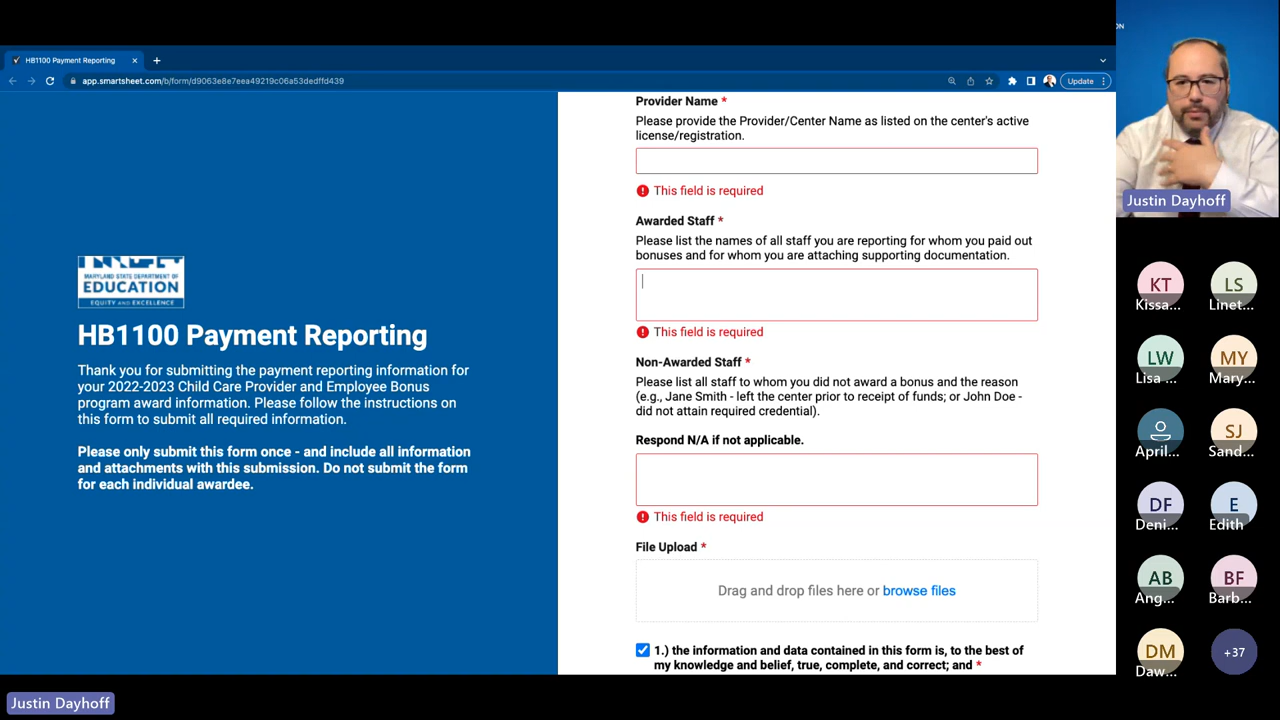 HB1100 Payment Reporting
app.smartsheet.com/b/form/d9063e8e7eea49219c06a53dedffd439
Update
MARYLAND STATE DEPARTMENT OF
EDUCATION
EQUITY AND EXCELLENCE
HB1100 Payment Reporting
Thank you for submitting the payment reporting information for
your 2022-2023 Child Care Provider and Employee Bonus
program award information. Please follow the instructions on
this form to submit all required information.
Please only submit this form once - and include all information
and attachments with this submission. Do not submit the form
for each individual awardee.
Provider Name *
Please provide the Provider/Center Name as listed on the center's active
license/registration.
This field is required
Awarded Staff *
Please list the names of all staff you are reporting for whom you paid out
bonuses and for whom you are attaching supporting documentation.
This field is required
Non-Awarded Staff *
Please list all staff to whom you did not award a bonus and the reason
(e.g., Jane Smith - left the center prior to receipt of funds; or John Doe -
did not attain required credential).
Respond N/A if not applicable.
This field is required
File Upload *
Drag and drop files here or browse files
1.) the information and data contained in this form is, to the best of
my knowledge and belief, true, complete, and correct; and *
ON
Justin Dayhoff
KT LS
Kissa... Linet...
LW MY
Lisa ... Mary...
SJ
April... Sand...
DF E
Deni... Edith
AB BF
Ang... Barb...
DM +37
Daw...
Justin Dayhoff